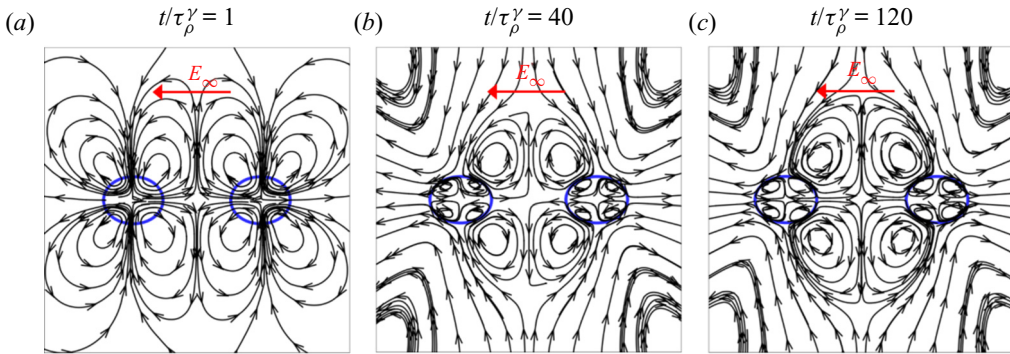 (a) t/τ_ρ^γ = 1
(b) t/τ_ρ^γ = 40
(c) t/τ_ρ^γ = 120
E_∞
E_∞
E_∞